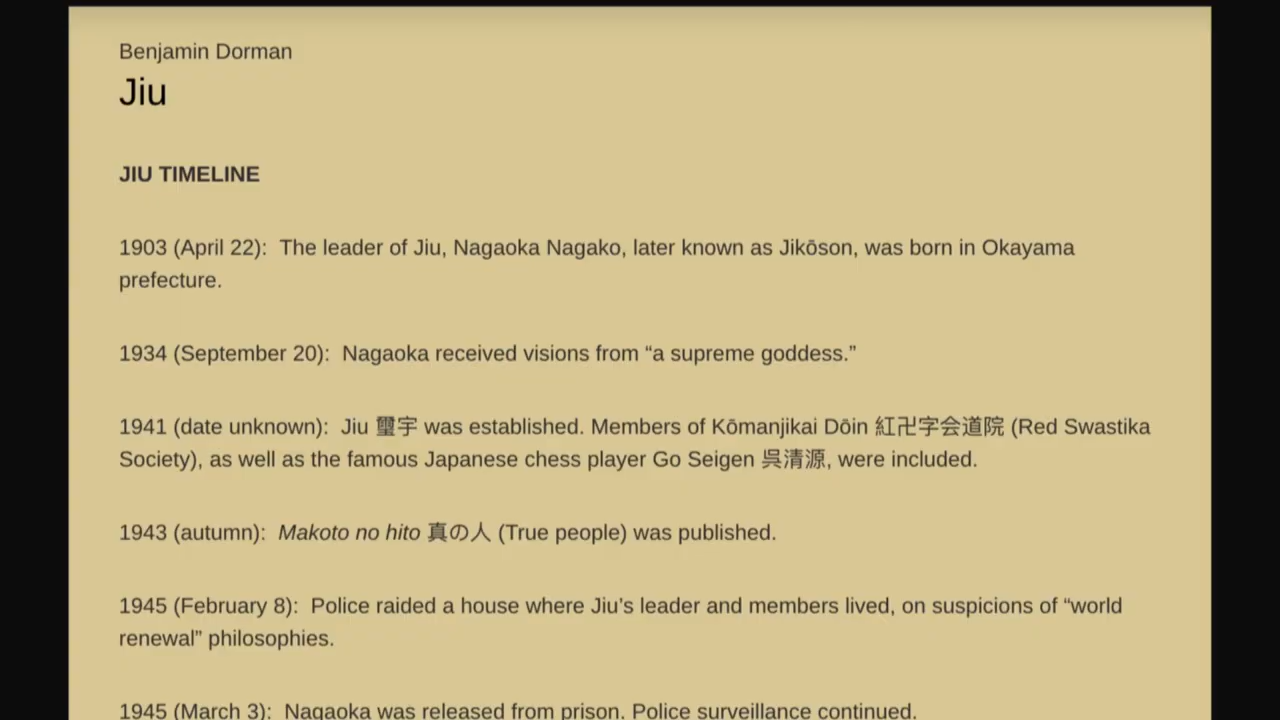 Benjamin Dorman
Jiu
JIU TIMELINE
1903 (April 22):  The leader of Jiu, Nagaoka Nagako, later known as Jikōson, was born in Okayama
prefecture.
1934 (September 20):  Nagaoka received visions from “a supreme goddess.”
1941 (date unknown):  Jiu 璽宇 was established. Members of Kōmanjikai Dōin 紅卍字会道院 (Red Swastika
Society), as well as the famous Japanese chess player Go Seigen 呉清源, were included.
1943 (autumn):  Makoto no hito 真の人 (True people) was published.
1945 (February 8):  Police raided a house where Jiu’s leader and members lived, on suspicions of “world
renewal” philosophies.
1945 (March 3):  Nagaoka was released from prison. Police surveillance continued.